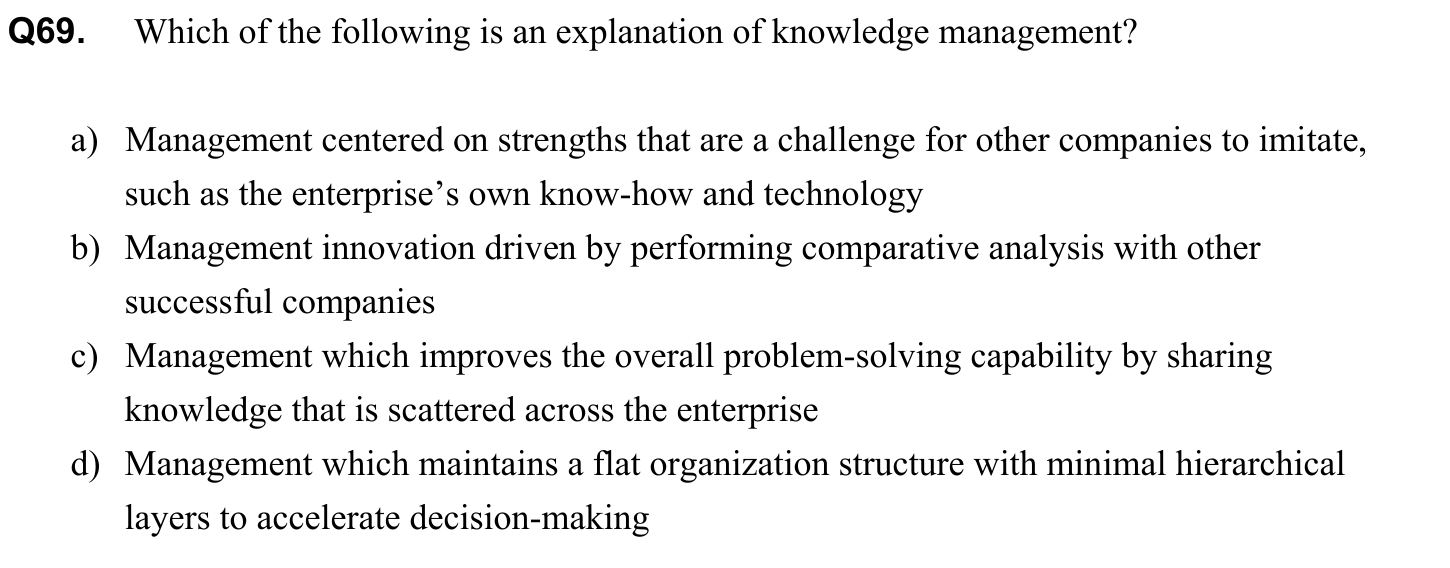 Q69. Which of the following is an explanation of knowledge management?
a) Management centered on strengths that are a challenge for other companies to imitate,
such as the enterprise’s own know-how and technology
b) Management innovation driven by performing comparative analysis with other
successful companies
c) Management which improves the overall problem-solving capability by sharing
knowledge that is scattered across the enterprise
d) Management which maintains a flat organization structure with minimal hierarchical
layers to accelerate decision-making